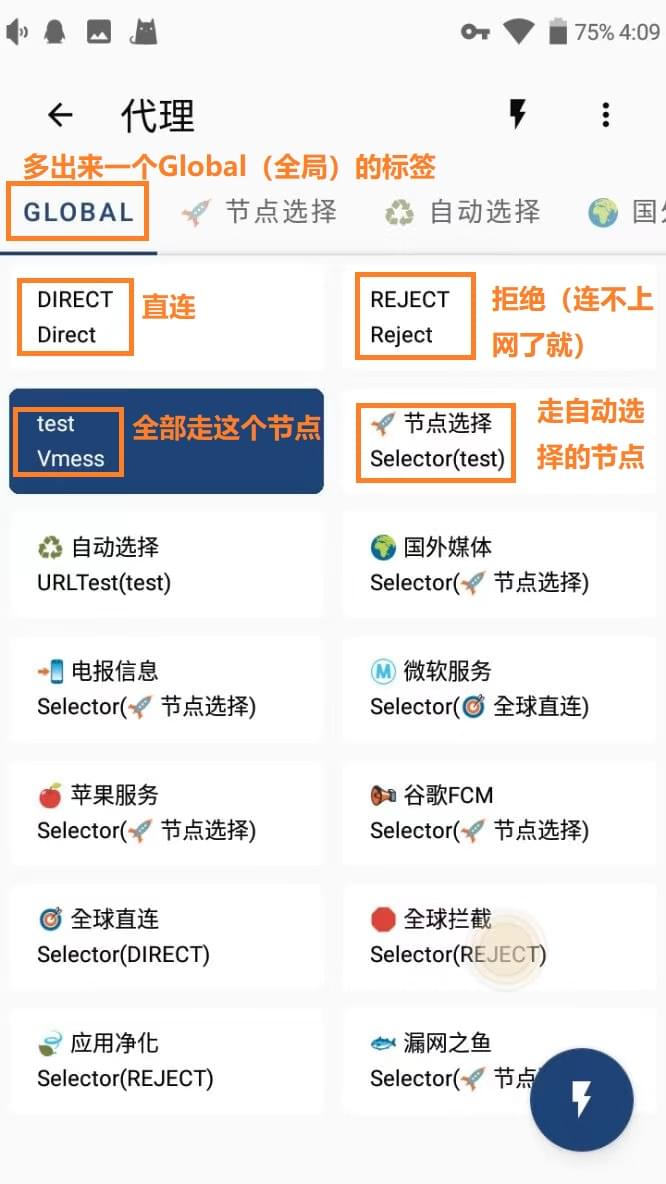 75% 4:09
代理
多出来一个Global（全局）的标签
GLOBAL 节点选择 自动选择 国
DIRECT
Direct
直连
REJECT
Reject
拒绝（连不上
网了就）
test
Vmess
全部走这个节点
节点选择
Selector(test)
走自动选
择的节点
自动选择
URLTest(test)
国外媒体
Selector(🚀 节点选择)
电报信息
Selector(🚀 节点选择)
Ⓜ️ 微软服务
Selector(🎯 全球直连)
苹果服务
Selector(🚀 节点选择)
谷歌FCM
Selector(🚀 节点选择)
全球直连
Selector(DIRECT)
全球拦截
Selector(REJECT)
应用净化
Selector(REJECT)
漏网之鱼
Selector(🚀 节点